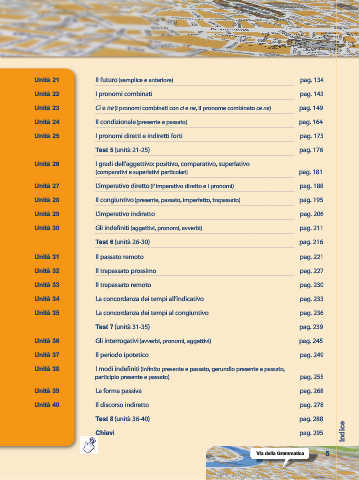 Unità 21 Il futuro (semplice e anteriore) pag. 134
Unità 22 I pronomi combinati pag. 143
Unità 23 Ci e ne (I pronomi combinati con ci e ne, Il pronome combinato ce ne) pag. 149
Unità 24 Il condizionale (presente e passato) pag. 164
Unità 25 I pronomi diretti e indiretti forti pag. 173
Test 5 (unità 21-25) pag. 176
Unità 26 I gradi dell'aggettivo: positivo, comparativo, superlativo
(comparativi e superlativi particolari) pag. 181
Unità 27 L'imperativo diretto (l'imperativo diretto e i pronomi) pag. 188
Unità 28 Il congiuntivo (presente, passato, imperfetto, trapassato) pag. 195
Unità 29 L'imperativo indiretto pag. 206
Unità 30 Gli indefiniti (aggettivi, pronomi, avverbi) pag. 211
Test 6 (unità 26-30) pag. 216
Unità 31 Il passato remoto pag. 221
Unità 32 Il trapassato prossimo pag. 227
Unità 33 Il trapassato remoto pag. 230
Unità 34 La concordanza dei tempi all'indicativo pag. 233
Unità 35 La concordanza dei tempi al congiuntivo pag. 236
Test 7 (unità 31-35) pag. 239
Unità 36 Gli interrogativi (avverbi, pronomi, aggettivi) pag. 245
Unità 37 Il periodo ipotetico pag. 249
Unità 38 I modi indefiniti (infinito presente e passato, gerundio presente e passato,
participio presente e passato) pag. 255
Unità 39 La forma passiva pag. 268
Unità 40 Il discorso indiretto pag. 278
Test 8 (unità 36-40) pag. 288
Chiavi pag. 295
Indice
Via della Grammatica 5